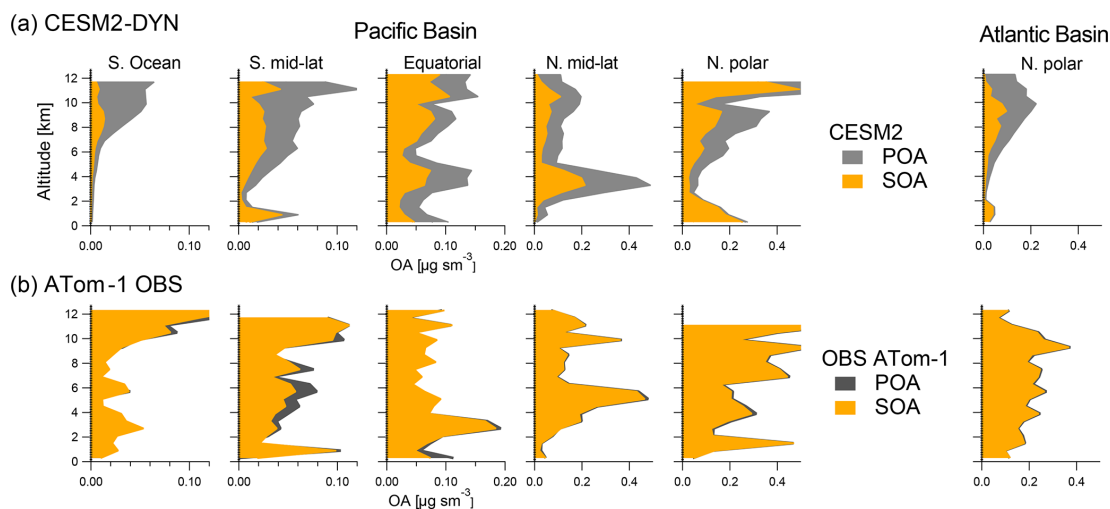 (a) CESM2-DYN
Pacific Basin
Atlantic Basin
S. Ocean S. mid-lat Equatorial N. mid-lat N. polar N. polar
Altitude [km]
12
10
8
6
4
2
0
CESM2
POA
SOA
0.00 0.10 0.00 0.10 0.00 0.10 0.20 0.0 0.2 0.4 0.0 0.2 0.4 0.0 0.2 0.4
OA [µg sm⁻³]
(b) ATom-1 OBS
12
10
8
6
4
2
0
OBS ATom-1
POA
SOA
0.00 0.10 0.00 0.10 0.00 0.10 0.20 0.0 0.2 0.4 0.0 0.2 0.4 0.0 0.2 0.4
OA [µg sm⁻³]